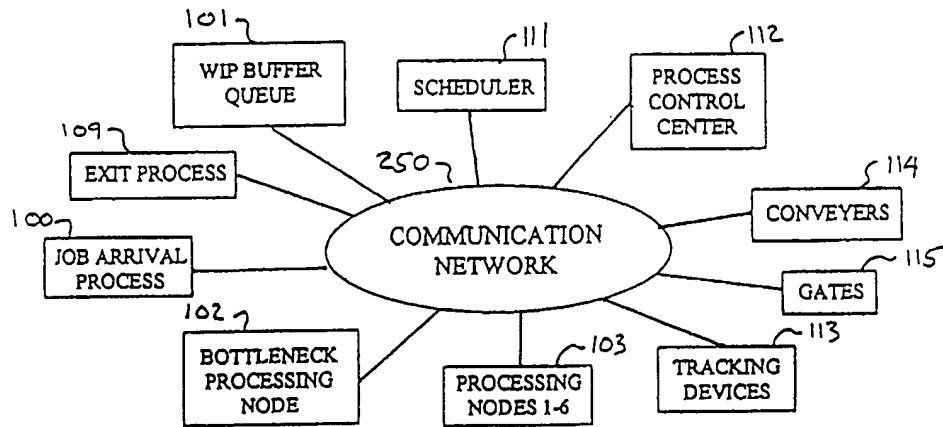 101
WIP BUFFER
QUEUE
111
SCHEDULER
112
PROCESS
CONTROL
CENTER
109
EXIT PROCESS
250
114
CONVEYERS
100
JOB ARRIVAL
PROCESS
COMMUNICATION
NETWORK
115
GATES
102
BOTTLENECK
PROCESSING
NODE
103
PROCESSING
NODES 1-6
113
TRACKING
DEVICES